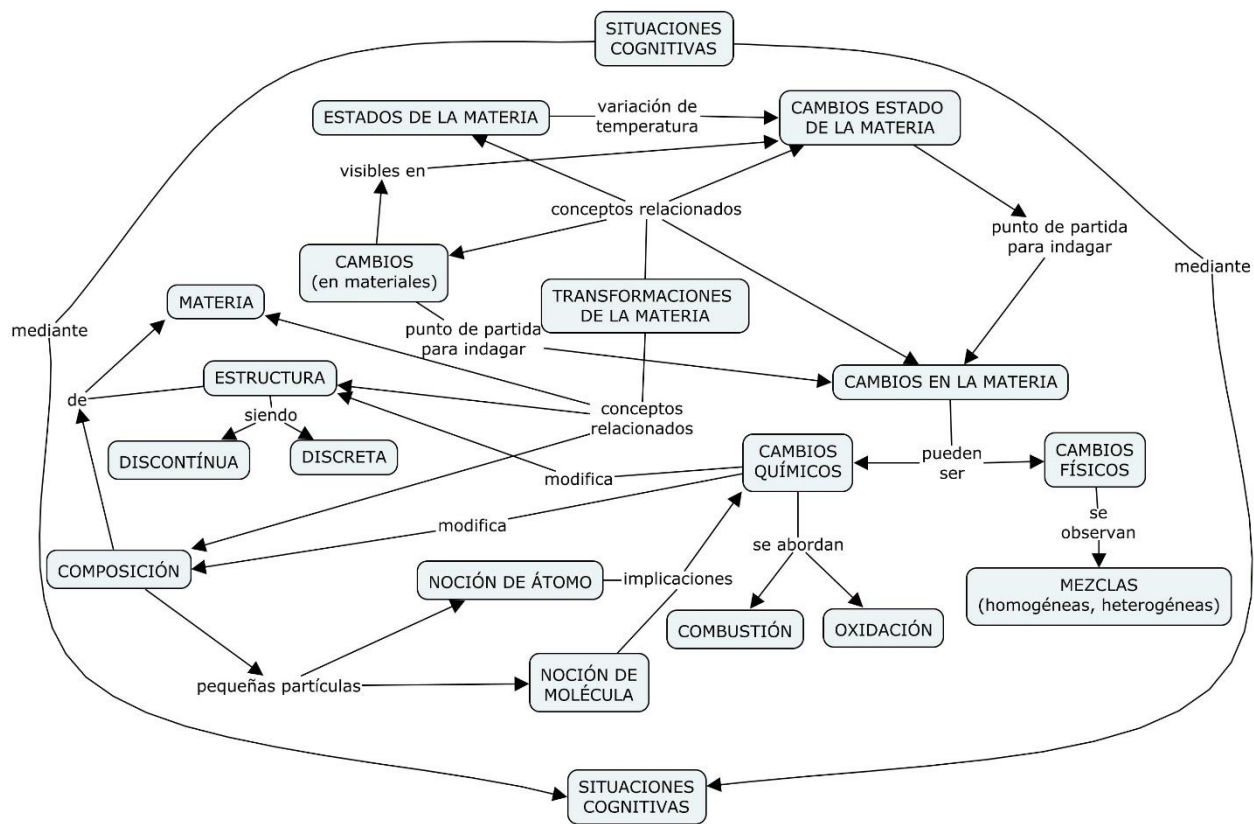 SITUACIONES
COGNITIVAS
ESTADOS DE LA MATERIA
variación de
temperatura
CAMBIOS ESTADO
DE LA MATERIA
visibles en
conceptos relacionados
punto de partida
para indagar
CAMBIOS
(en materiales)
mediante
MATERIA
TRANSFORMACIONES
DE LA MATERIA
mediante
punto de partida
para indagar
ESTRUCTURA
CAMBIOS EN LA MATERIA
de
siendo
conceptos
relacionados
DISCONTÍNUA
DISCRETA
CAMBIOS
QUÍMICOS
pueden
ser
CAMBIOS
FÍSICOS
modifica
modifica
se
observan
se abordan
COMPOSICIÓN
NOCIÓN DE ÁTOMO
implicaciones
MEZCLAS
(homogéneas, heterogéneas)
COMBUSTIÓN
OXIDACIÓN
pequeñas partículas
NOCIÓN DE
MOLÉCULA
SITUACIONES
COGNITIVAS